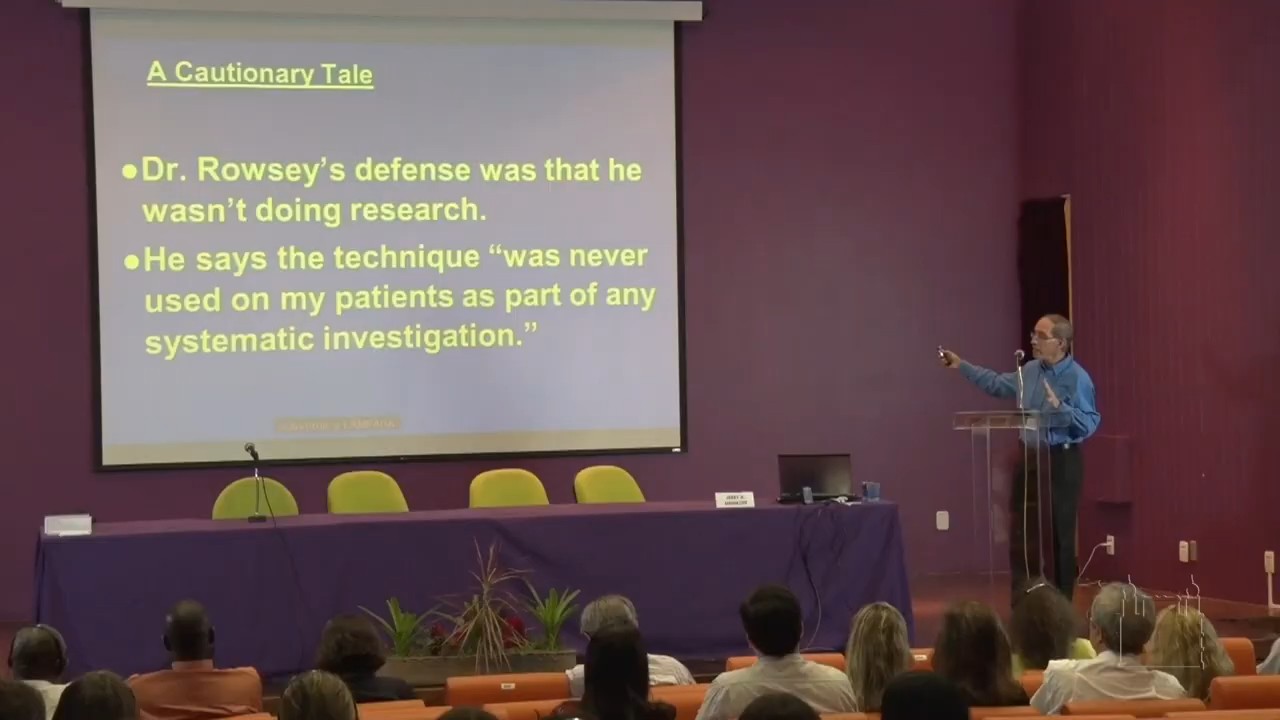 A Cautionary Tale
●Dr. Rowsey’s defense was that he
wasn’t doing research.
●He says the technique “was never
used on my patients as part of any
systematic investigation.”